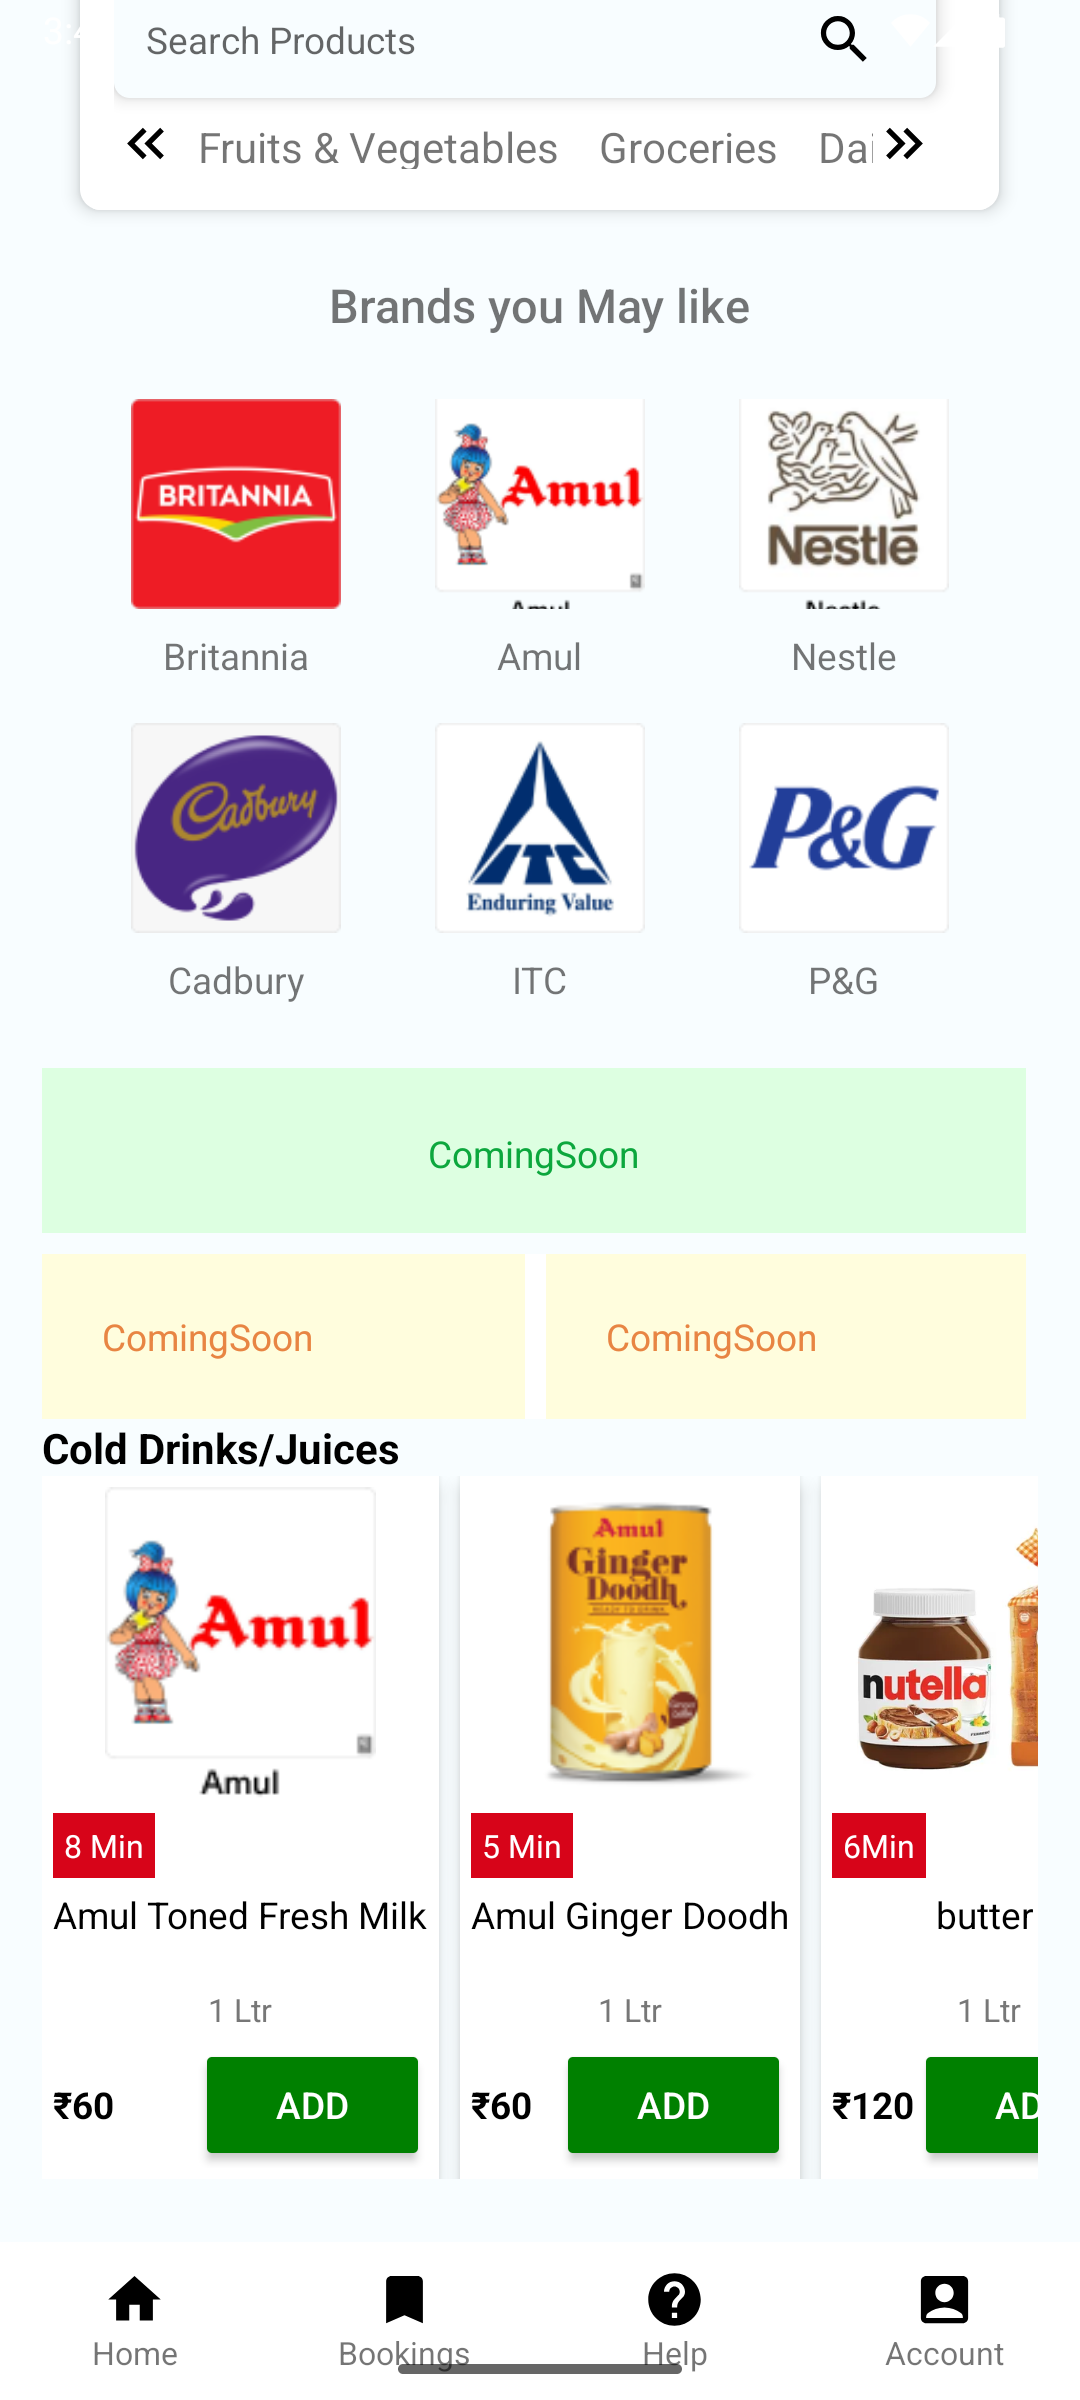 Search Products
Fruits & Vegetables Groceries Dai
Brands you May like
BRITANNIA
Amul
Nestlé
Britannia
Amul
Nestle
Cadbury
ITC
Enduring Value
P&G
Cadbury
ITC
P&G
ComingSoon
ComingSoon
ComingSoon
Cold Drinks/Juices
Amul
Amul
Amul
Ginger
Doodh
nutella
8 Min
5 Min
6Min
Amul Toned Fresh Milk
Amul Ginger Doodh
butter
1 Ltr
1 Ltr
1 Ltr
₹60
ADD
₹60
ADD
₹120
AD
Home
Bookings
Help
Account